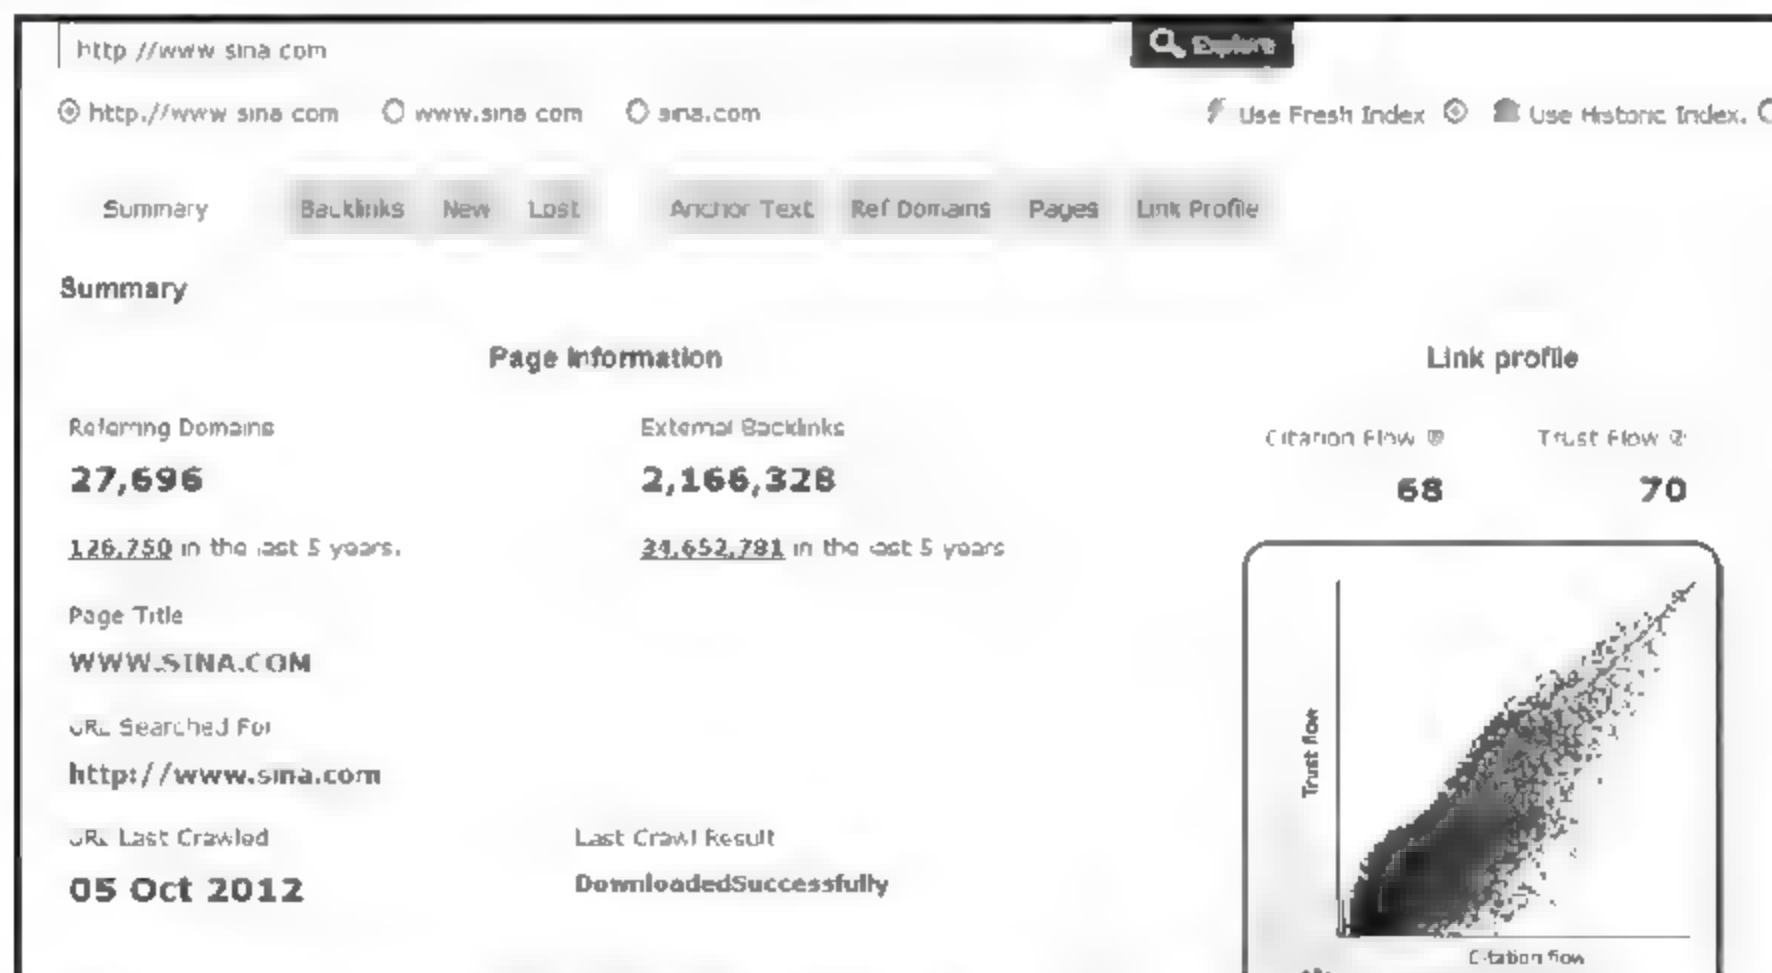 http //www sina com
Explore
http://www sina com www.sina com sina.com Use Fresh Index Use Historic Index.
Summary Backlinks New Lost Anchor Text Ref Domains Pages Link Profile
Summary
Page Information Link profile
Referring Domains External Backlinks Citation Flow Trust Flow
27,696 2,166,328 68 70
126,750 in the last 5 years. 34,652,781 in the last 5 years
Page Title
WWW.SINA.COM
URL Searched For
http://www.sina.com
Trust flow
URL Last Crawled Last Crawl Result
05 Oct 2012 DownloadedSuccessfully
Citation flow